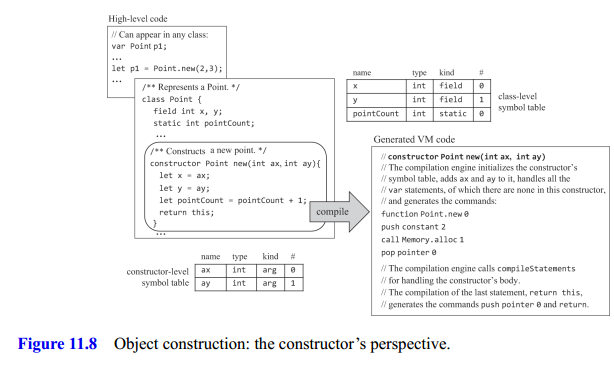 High-level code
// Can appear in any class:
var Point p1;
...
let p1 = Point.new(2,3);
...
/** Represents a Point. */
class Point {
field int x, y;
static int pointCount;
...
/** Constructs a new point. */
constructor Point new(int ax, int ay){
let x = ax;
let y = ay;
let pointCount = pointCount + 1;
return this;
}
...
compile
name type kind #
x int field 0
y int field 1
pointCount int static 0
class-level
symbol table
name type kind #
ax int arg 0
ay int arg 1
constructor-level
symbol table
Generated VM code
// constructor Point new(int ax, int ay)
// The compilation engine initializes the constructor's
// symbol table, adds ax and ay to it, handles all the
// var statements, of which there are none in this constructor,
// and generates the commands:
function Point.new 0
push constant 2
call Memory.alloc 1
pop pointer 0
// The compilation engine calls compileStatements
// for handling the constructor's body.
// The compilation of the last statement, return this,
// generates the commands push pointer 0 and return.
Figure 11.8 Object construction: the constructor's perspective.